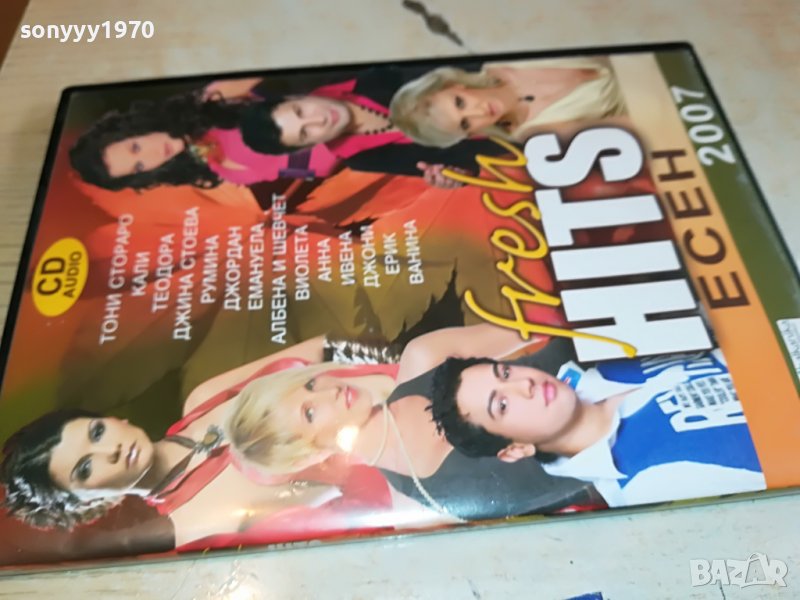 sonyyy1970
CD
AUDIO
ТОНИ СТОРАРО
КАЛИ
ТЕОДОРА
ДЖИНА СТОЕВА
РУМИНА
ДЖОРДАН
ЕМАНУЕЛА
АЛБЕНА И ШЕВЧЕТ
ВИОЛЕТА
АННА
ИВЕНА
ДЖОНИ
ЕРИК
ВАНИНА
fresh
HITS
ЕСЕН 2007
BAZAR